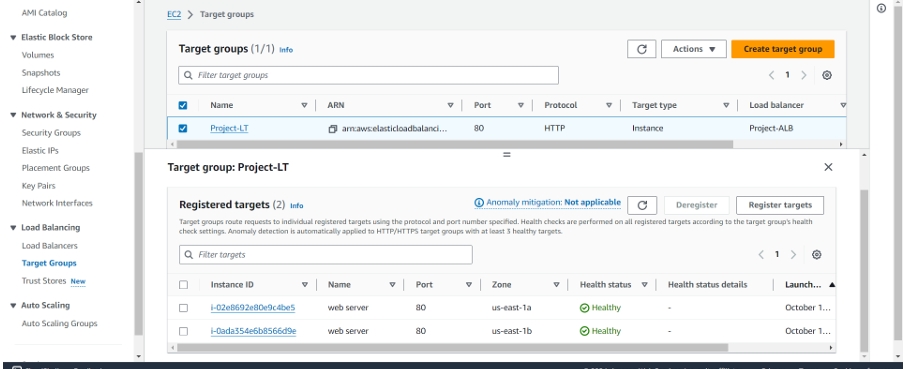 AMI Catalog
Elastic Block Store
Volumes
Snapshots
Lifecycle Manager
Network & Security
Security Groups
Elastic IPs
Placement Groups
Key Pairs
Network Interfaces
Load Balancing
Load Balancers
Target Groups
Trust Stores New
Auto Scaling
Auto Scaling Groups
EC2 > Target groups
Target groups (1/1) Info
Actions
Create target group
Filter target groups
1
Name ARN Port Protocol Target type Load balancer
Project-LT arn:aws:elasticloadbalanci... 80 HTTP Instance Project-ALB
Target group: Project-LT
Registered targets (2) Info
Anomaly mitigation: Not applicable
Deregister
Register targets
Target groups route requests to individual registered targets using the protocol and port number specified. Health checks are performed on all registered targets according to the target group's health
check settings. Anomaly detection is automatically applied to HTTP/HTTPS target groups with at least 3 healthy targets.
Filter targets
1
Instance ID Name Port Zone Health status Health status details Launch...
i-02e8692e80e9c4be5 web server 80 us-east-1a Healthy - October 1...
i-0ada354e6b8566d9e web server 80 us-east-1b Healthy - October 1...